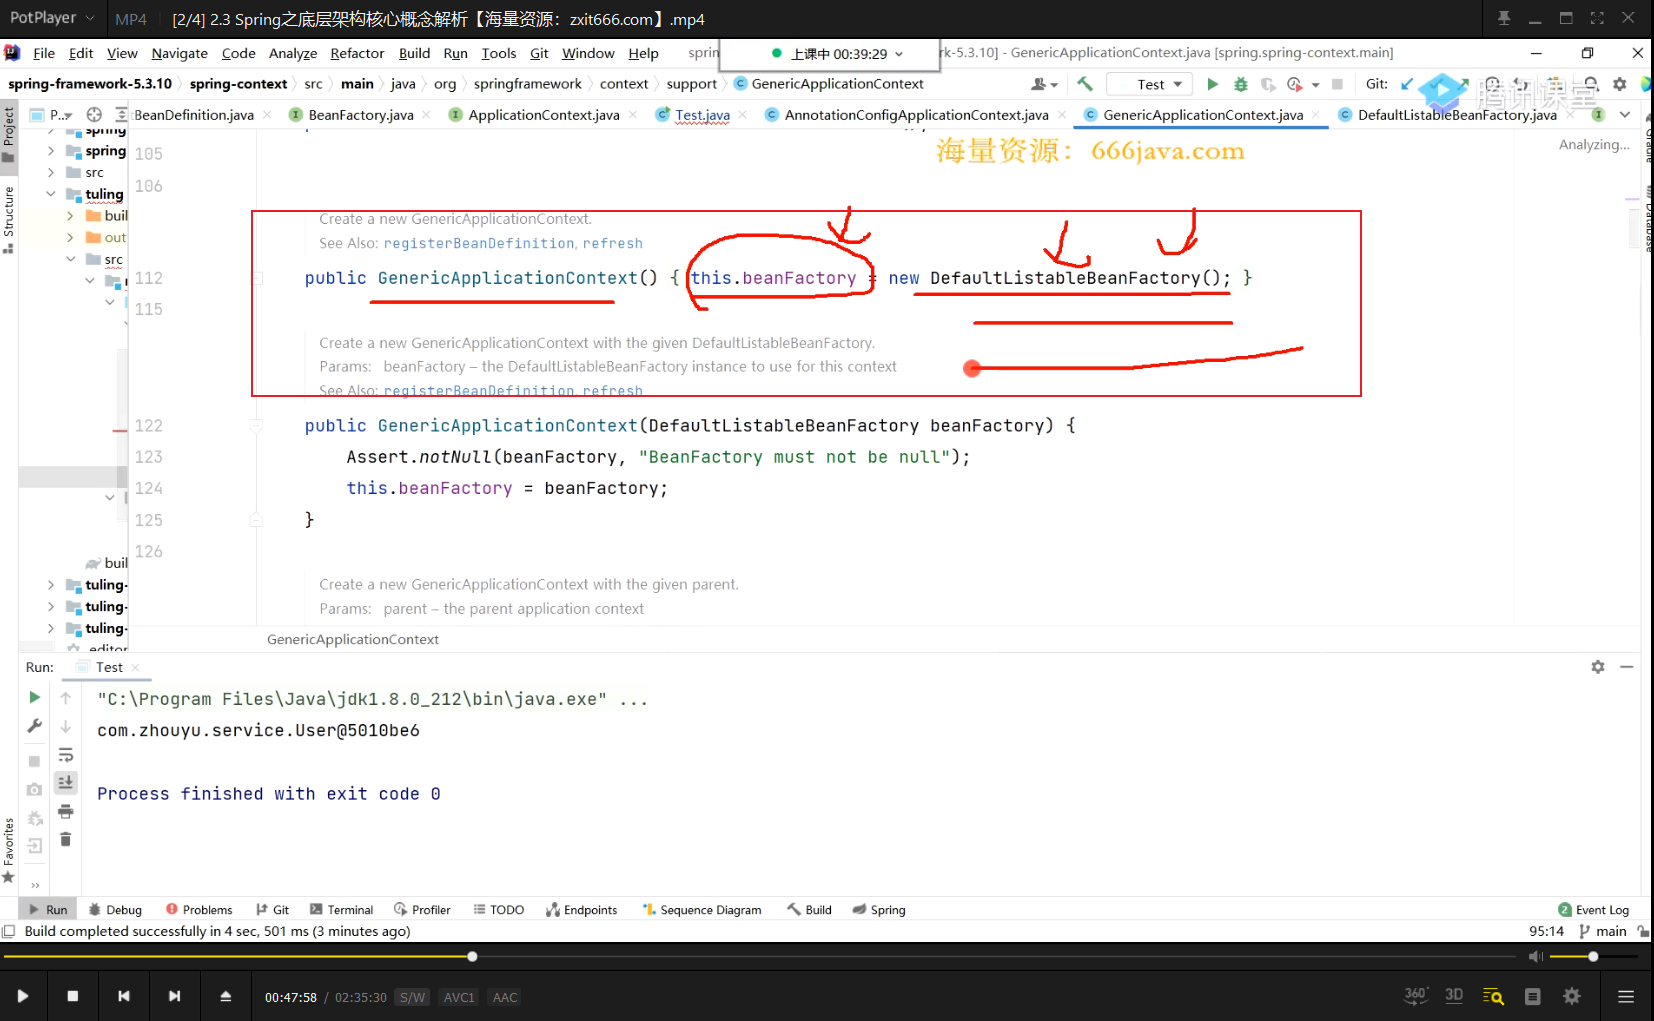 PotPlayer MP4 [2/4] 2.3 Spring之底层架构核心概念解析【海量资源：zxit666.com】.mp4
File Edit View Navigate Code Analyze Refactor Build Run Tools Git Window Help sprin 上课中 00:39:29 rk-5.3.10] - GenericApplicationContext.java [spring.spring-context.main]
spring-framework-5.3.10 spring-context src main java org springframework context support GenericApplicationContext Test Git:
腾讯课堂
Project P... BeanDefinition.java BeanFactory.java ApplicationContext.java Test.java AnnotationConfigApplicationContext.java GenericApplicationContext.java DefaultListableBeanFactory.java
海量资源：666java.com
Analyzing...
spring
spring
src
tuling
buil
out
src
buil
tuling-
tuling-
tuling-
.editor
Structure
Favorites
Database
105
106
Create a new GenericApplicationContext.
See Also: registerBeanDefinition, refresh
112 public GenericApplicationContext() { this.beanFactory = new DefaultListableBeanFactory(); }
115
Create a new GenericApplicationContext with the given DefaultListableBeanFactory.
Params: beanFactory – the DefaultListableBeanFactory instance to use for this context
See Also: registerBeanDefinition, refresh
122 public GenericApplicationContext(DefaultListableBeanFactory beanFactory) {
123 Assert.notNull(beanFactory, "BeanFactory must not be null");
124 this.beanFactory = beanFactory;
125 }
126
Create a new GenericApplicationContext with the given parent.
Params: parent – the parent application context
GenericApplicationContext
Run: Test
"C:\Program Files\Java\jdk1.8.0_212\bin\java.exe" ...
com.zhouyu.service.User@5010be6
Process finished with exit code 0
Run Debug Problems Git Terminal Profiler TODO Endpoints Sequence Diagram Build Spring 2 Event Log
Build completed successfully in 4 sec, 501 ms (3 minutes ago) 95:14 main
00:47:58 / 02:35:30 S/W AVC1 AAC 360° 3D